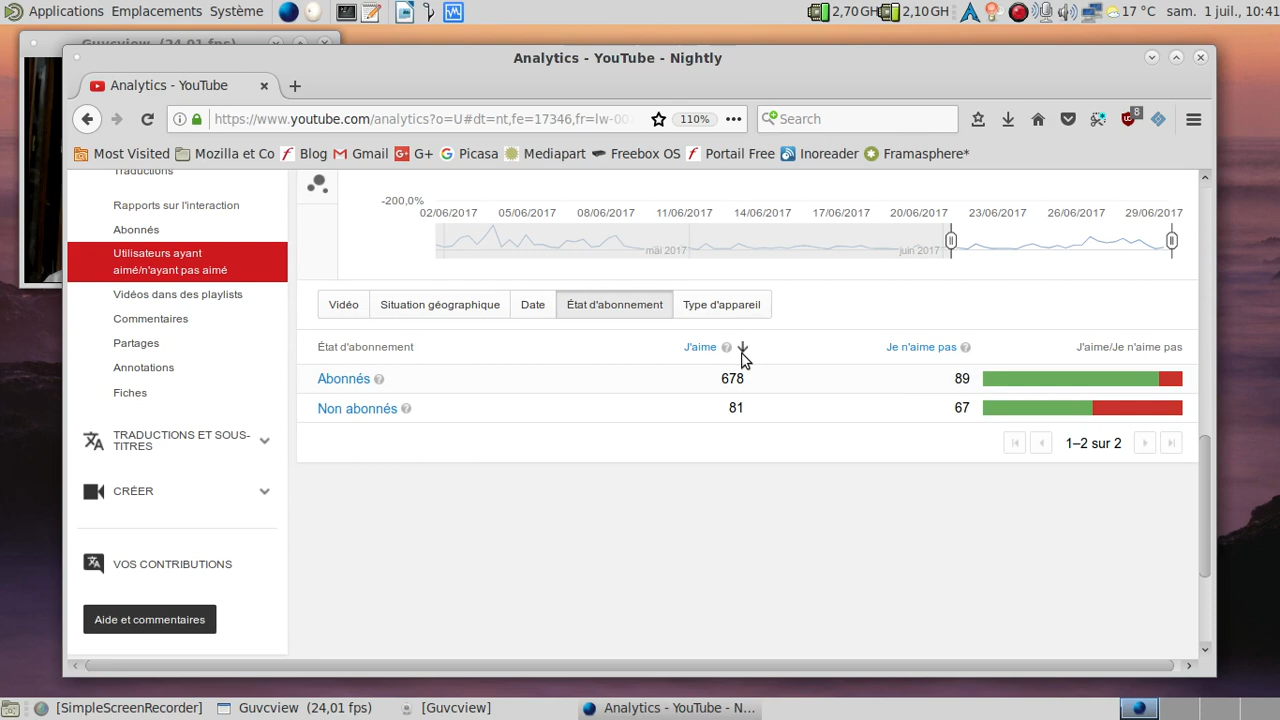 Applications Emplacements Système
2,70 GH 2,10 GH 17 °C sam. 1 juil., 10:41
Guvcview (24,01 fps)
Analytics - YouTube - Nightly
Analytics - YouTube
https://www.youtube.com/analytics?o=U#dt=nt,fe=17346,fr=lw-00 110% Search 8
Most Visited Mozilla et Co Blog Gmail G+ Picasa Mediapart Freebox OS Portail Free Inoreader Framasphere*
Traductions
Rapports sur l'interaction
Abonnés
Utilisateurs ayant
aimé/n'ayant pas aimé
Vidéos dans des playlists
Commentaires
Partages
Annotations
Fiches
TRADUCTIONS ET SOUS-
TITRES
CRÉER
VOS CONTRIBUTIONS
Aide et commentaires
-200,0%
02/06/2017 05/06/2017 08/06/2017 11/06/2017 14/06/2017 17/06/2017 20/06/2017 23/06/2017 26/06/2017 29/06/2017
mai 2017 juin 2017
Vidéo Situation géographique Date État d'abonnement Type d'appareil
État d'abonnement J'aime Je n'aime pas J'aime/Je n'aime pas
Abonnés 678 89
Non abonnés 81 67
1–2 sur 2
[SimpleScreenRecorder] Guvcview (24,01 fps) [Guvcview] Analytics - YouTube - N...